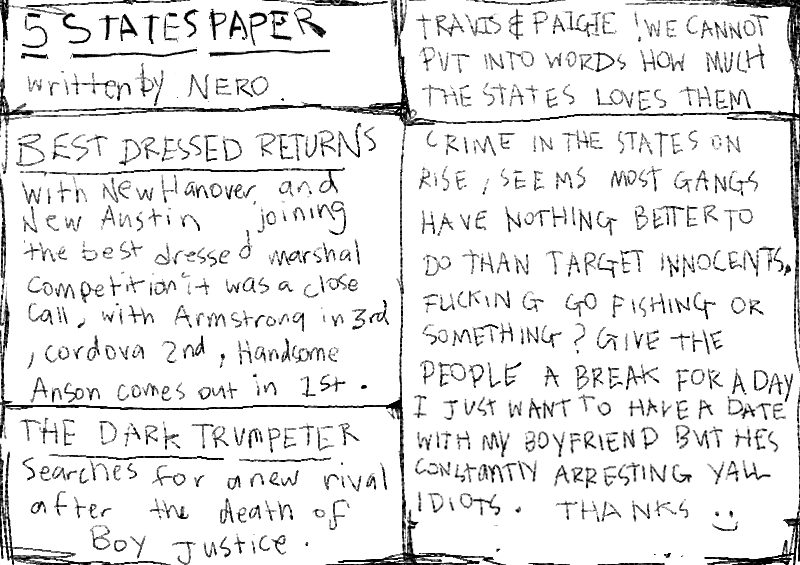 5 STATES PAPER
written by NERO.
BEST DRESSED RETURNS
with New Hanover and
New Austin , joining
the best dressed marshal
competition it was a close
call, with Armstrong in 3rd
, cordova 2nd , Handsome
Anson comes out in 1st .
THE DARK TRUMPETER
Searches for a new rival
after the death of
Boy Justice .
TRAVIS & PAIGIE ! WE CANNOT
PUT INTO WORDS HOW MUCH
THE STATES LOVES THEM
CRIME IN THE STATES ON
RISE , SEEMS MOST GANGS
HAVE NOTHING BETTER TO
DO THAN TARGET INNOCENTS,
FUCKING GO FISHING OR
SOMETHING ? GIVE THE
PEOPLE A BREAK FOR A DAY
I JUST WANT TO HAVE A DATE
WITH MY BOYFRIEND BUT HES
CONSTANTLY ARRESTING YALL
IDIOTS . THANKS :)